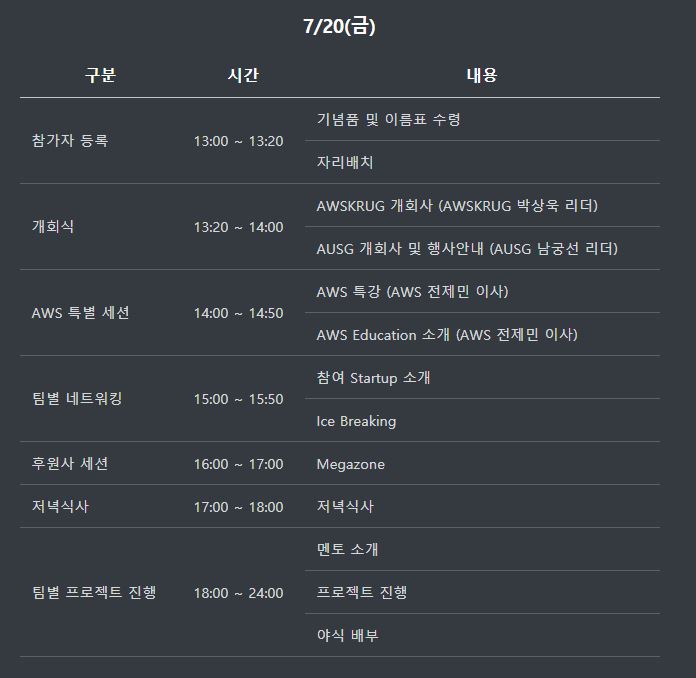 7/20(금)
구분 시간 내용
참가자 등록 13:00 ~ 13:20 기념품 및 이름표 수령
자리배치
개회식 13:20 ~ 14:00 AWSKRUG 개회사 (AWSKRUG 박상욱 리더)
AUSG 개회사 및 행사안내 (AUSG 남궁선 리더)
AWS 특별 세션 14:00 ~ 14:50 AWS 특강 (AWS 전제민 이사)
AWS Education 소개 (AWS 전제민 이사)
팀별 네트워킹 15:00 ~ 15:50 참여 Startup 소개
Ice Breaking
후원사 세션 16:00 ~ 17:00 Megazone
저녁식사 17:00 ~ 18:00 저녁식사
팀별 프로젝트 진행 18:00 ~ 24:00 멘토 소개
프로젝트 진행
야식 배부